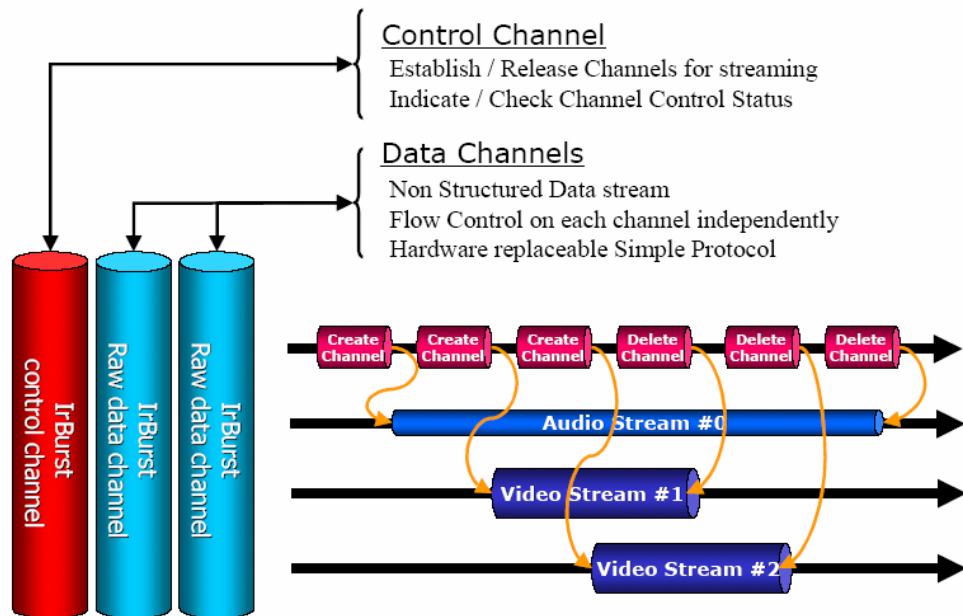 Control Channel
Establish / Release Channels for streaming
Indicate / Check Channel Control Status
Data Channels
Non Structured Data stream
Flow Control on each channel independently
Hardware replaceable Simple Protocol
IrBurst
control channel
IrBurst
Raw data channel
IrBurst
Raw data channel
Create
Channel
Create
Channel
Create
Channel
Delete
Channel
Delete
Channel
Delete
Channel
Audio Stream #0
Video Stream #1
Video Stream #2